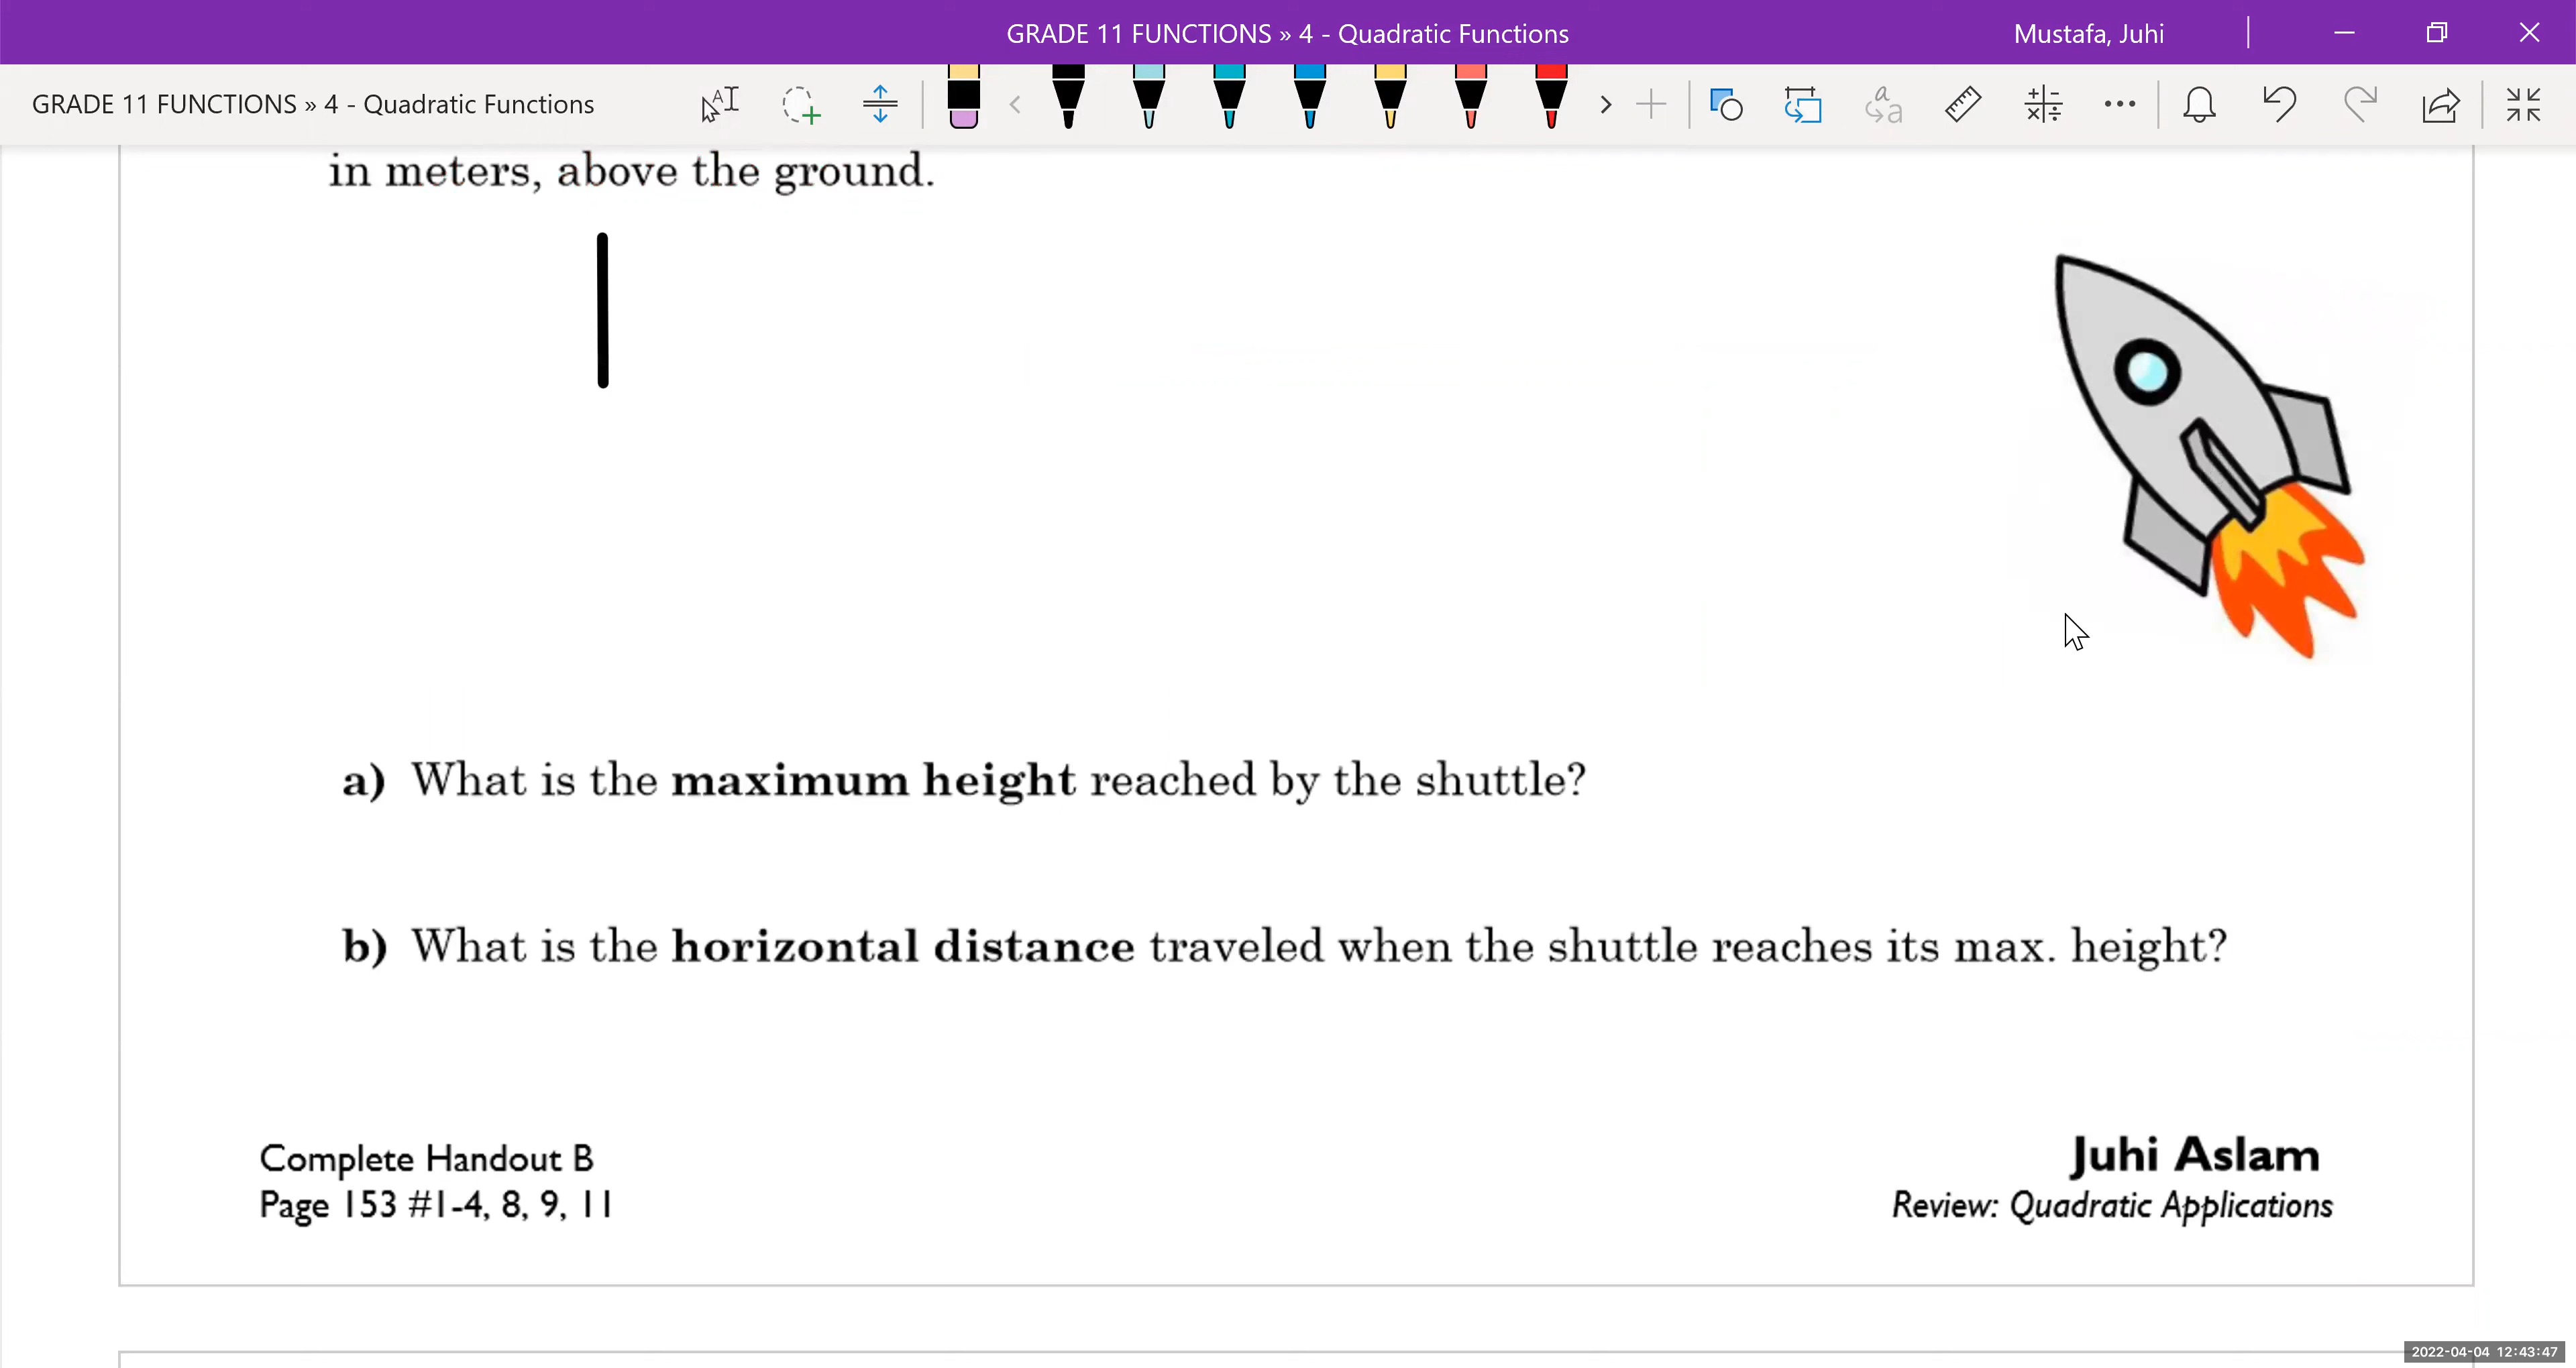 GRADE 11 FUNCTIONS » 4 - Quadratic Functions
Mustafa, Juhi
GRADE 11 FUNCTIONS » 4 - Quadratic Functions
in meters, above the ground.
a) What is the maximum height reached by the shuttle?
b) What is the horizontal distance traveled when the shuttle reaches its max. height?
Complete Handout B
Page 153 #1-4, 8, 9, 11
Juhi Aslam
Review: Quadratic Applications
2022-04-04 12:43:47